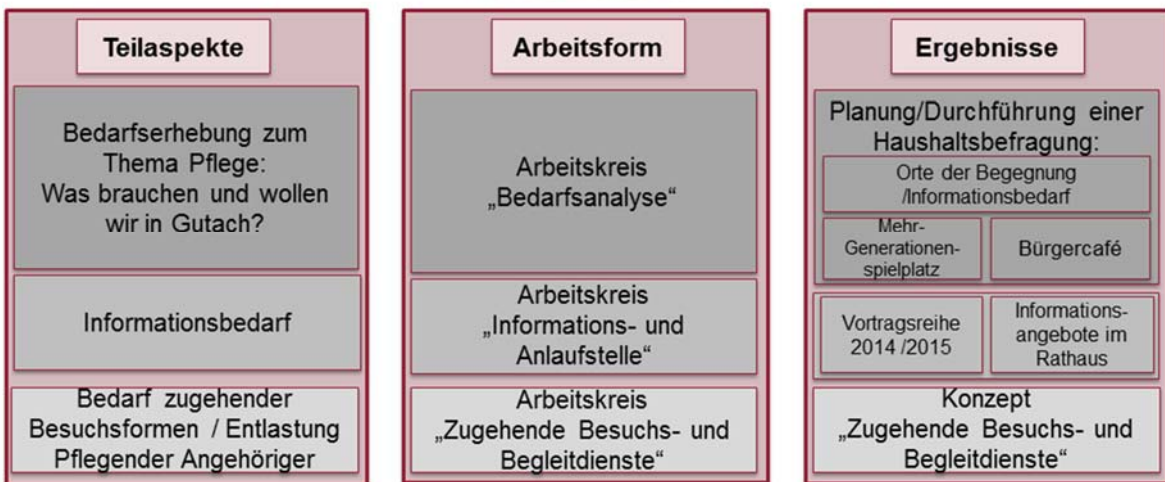 Teilaspekte
Bedarfserhebung zum
Thema Pflege:
Was brauchen und wollen
wir in Gutach?
Informationsbedarf
Bedarf zugehender
Besuchsformen / Entlastung
Pflegender Angehöriger
Arbeitsform
Arbeitskreis
„Bedarfsanalyse“
Arbeitskreis
„Informations- und
Anlaufstelle“
Arbeitskreis
„Zugehende Besuchs- und
Begleitdienste“
Ergebnisse
Planung/Durchführung einer
Haushaltsbefragung:
Orte der Begegnung
/Informationsbedarf
Mehr-
Generationen-
spielplatz
Bürgercafé
Vortragsreihe
2014 /2015
Informations-
angebote im
Rathaus
Konzept
„Zugehende Besuchs- und
Begleitdienste“